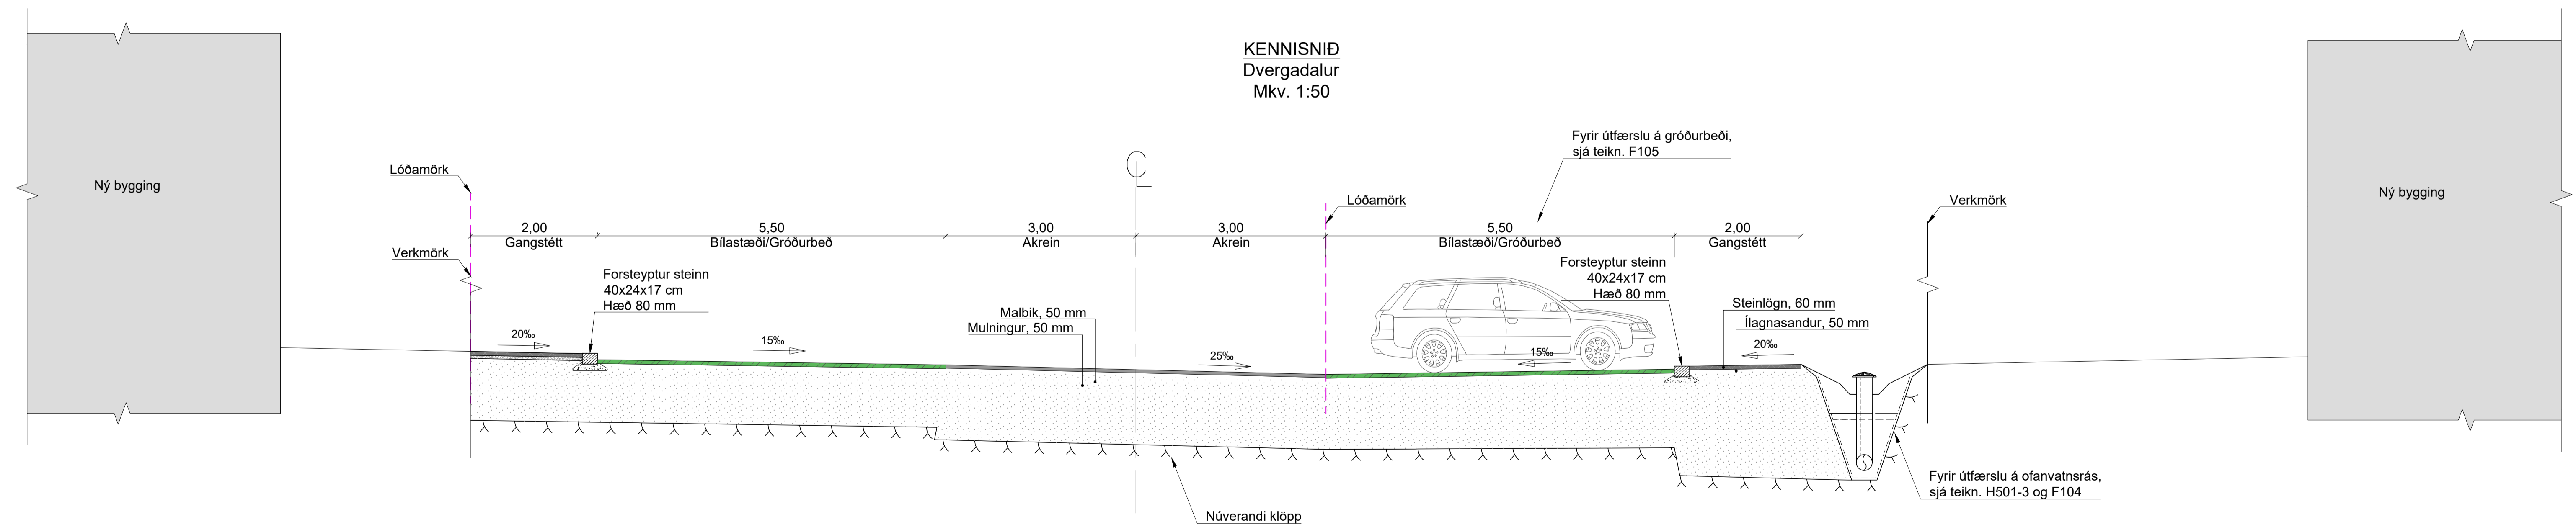 KENNISNIÐ
Dvergadalur
Mkv. 1:50
Fyrir útfærslu á gróðurbeði,
sjá teikn. F105
Ný bygging
Ný bygging
Lóðamörk
Lóðamörk
Verkmörk
CL
2,00
5,50
3,00
3,00
5,50
2,00
Gangstétt
Bílastæði/Gróðurbeð
Akrein
Akrein
Bílastæði/Gróðurbeð
Gangstétt
Verkmörk
Forsteyptur steinn
40x24x17 cm
Hæð 80 mm
Forsteyptur steinn
40x24x17 cm
Hæð 80 mm
Malbik, 50 mm
Mulningur, 50 mm
Steinlögn, 60 mm
Ílagnasandur, 50 mm
20‰
15‰
25‰
15‰
20‰
Fyrir útfærslu á ofanvatnsrás,
sjá teikn. H501-3 og F104
Núverandi klöpp